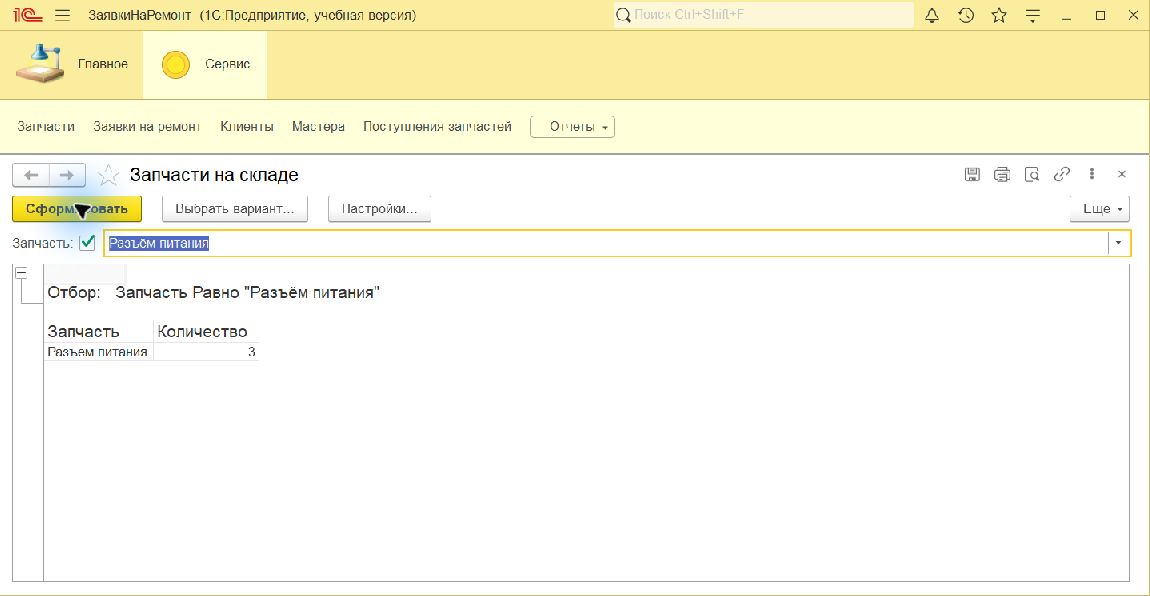 1С ЗаявкиНаРемонт (1С:Предприятие, учебная версия) Поиск Ctrl+Shift+F
Главное Сервис
Запчасти Заявки на ремонт Клиенты Мастера Поступления запчастей Отчеты
Запчасти на складе
Сформировать Выбрать вариант... Настройки... Еще
Запчасть: Разъём питания
Отбор: Запчасть Равно "Разъём питания"
Запчасть Количество
Разъем питания 3